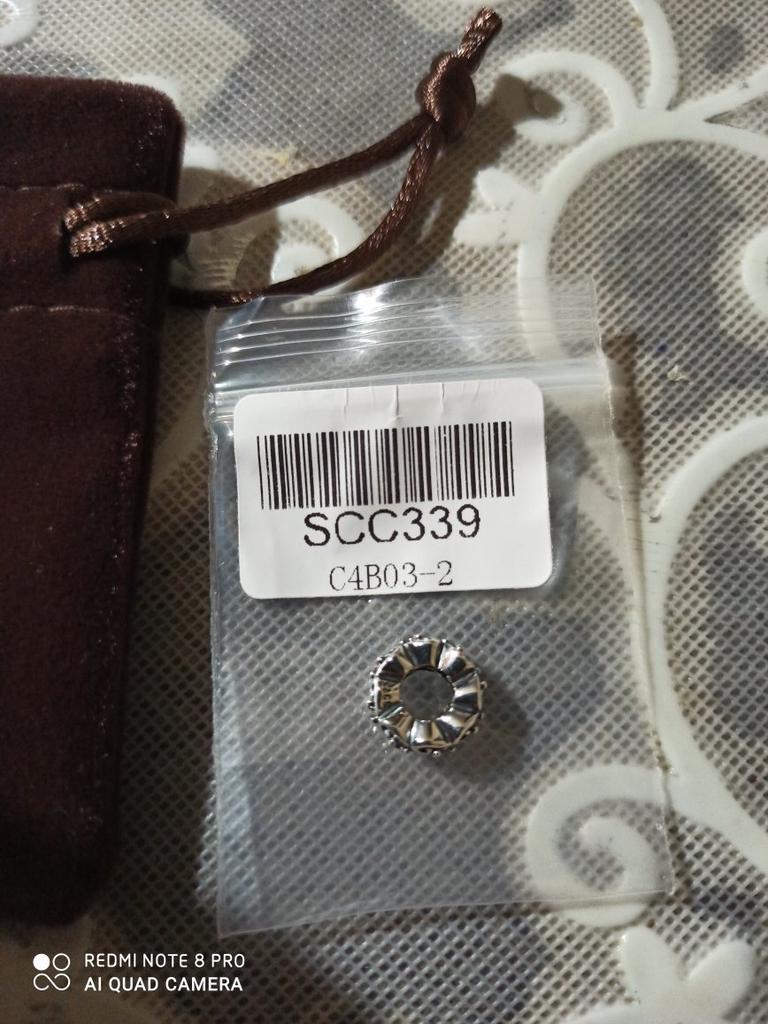 SCC339
C4B03-2
REDMI NOTE 8 PRO
AI QUAD CAMERA